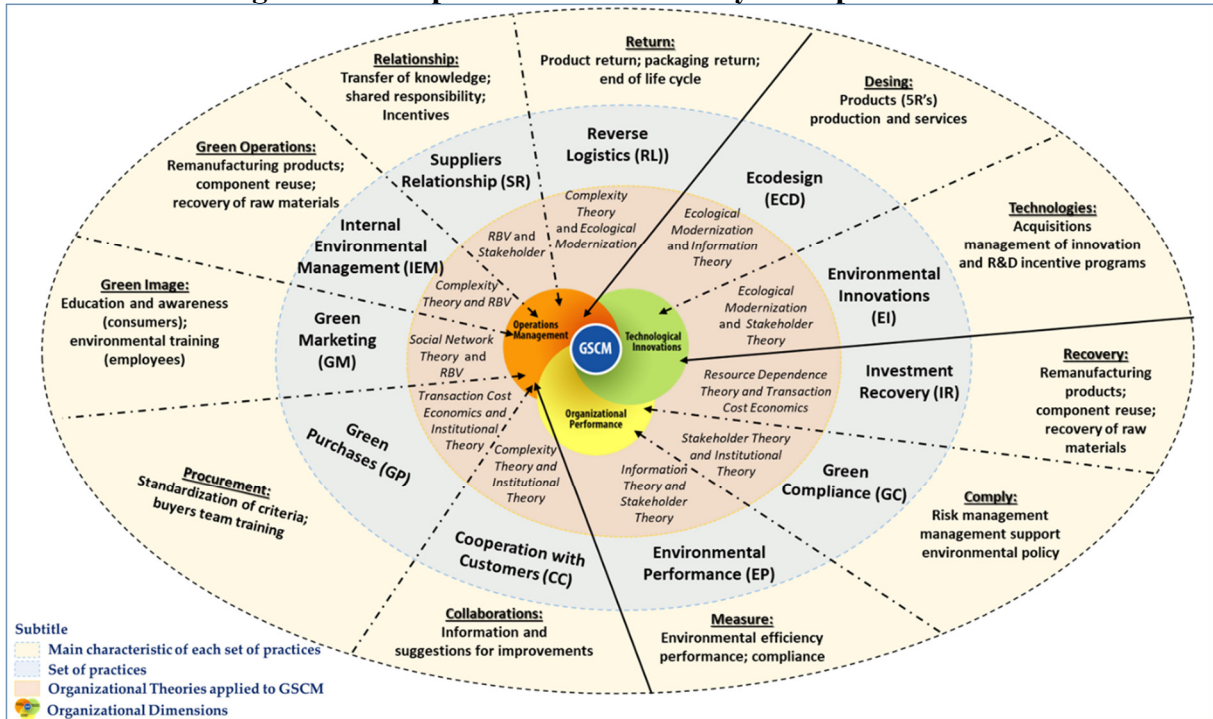 Return:
Product return; packaging return;
end of life cycle
Relationship:
Transfer of knowledge;
shared responsibility;
Incentives
Desing:
Products (5R's)
production and services
Green Operations:
Remanufacturing products;
component reuse;
recovery of raw materials
Technologies:
Acquisitions
management of innovation
and R&D incentive programs
Green Image:
Education and awareness
(consumers);
environmental training
(employees)
Recovery:
Remanufacturing
products;
component reuse;
recovery of raw
materials
Procurement:
Standardization of criteria;
buyers team training
Comply:
Risk management
management support
environmental policy
Collaborations:
Information and
suggestions for improvements
Measure:
Environmental efficiency
performance; compliance
Reverse
Logistics (RL))
Suppliers
Relationship (SR)
Ecodesign
(ECD)
Internal
Environmental
Management (IEM)
Environmental
Innovations
(EI)
Green
Marketing
(GM)
Investment
Recovery (IR)
Green
Purchases (GP)
Green
Compliance (GC)
Cooperation with
Customers (CC)
Environmental
Performance (EP)
Complexity
Theory
and Ecological
Modernization
RBV and
Stakeholder
Ecological
Modernization
and Information
Theory
Complexity
Theory and RBV
Ecological
Modernization
and Stakeholder
Theory
Social Network
Theory and
RBV
Resource Dependence
Theory and Transaction
Cost Economics
Transaction Cost
Economics and
Institutional
Theory
Stakeholder Theory
and Institutional
Theory
Complexity
Theory and
Institutional
Theory
Information
Theory and
Stakeholder
Theory
Operations
Management
GSCM
Technological
Innovations
Organizational
Performance
Subtitle
Main characteristic of each set of practices
Set of practices
Organizational Theories applied to GSCM
Organizational Dimensions